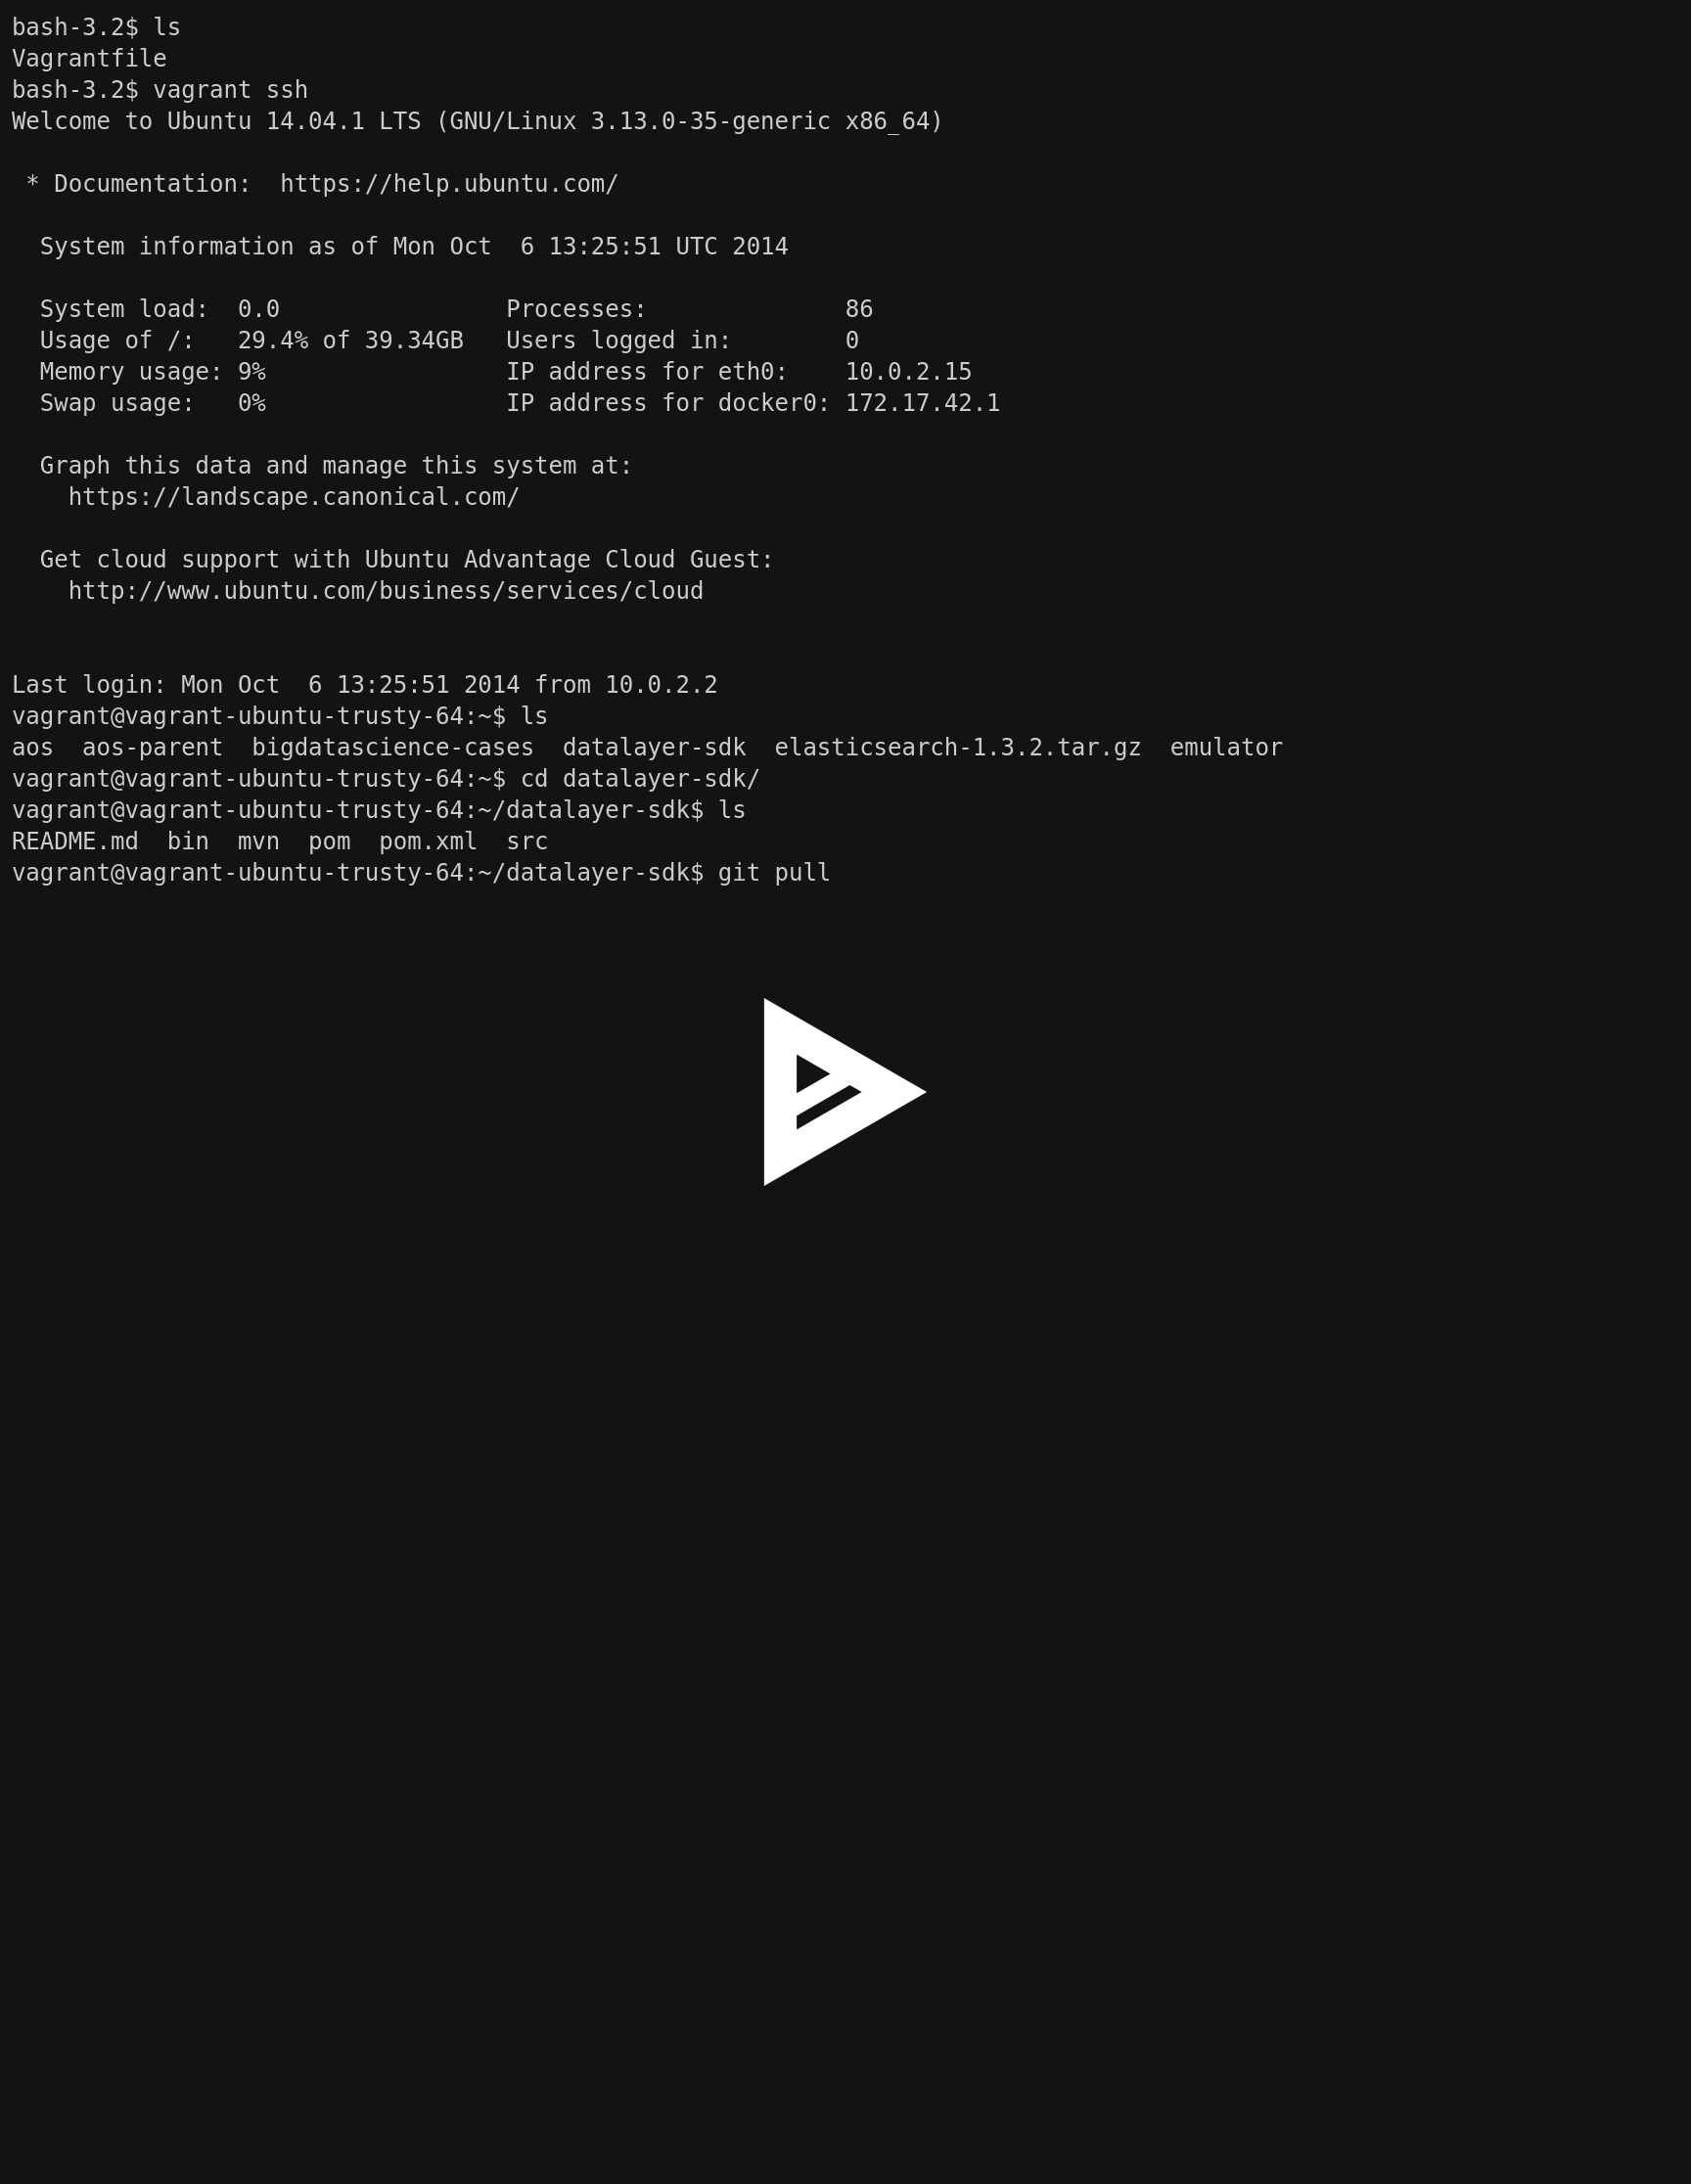 bash-3.2$ ls
Vagrantfile
bash-3.2$ vagrant ssh
Welcome to Ubuntu 14.04.1 LTS (GNU/Linux 3.13.0-35-generic x86_64)
 * Documentation:  https://help.ubuntu.com/
  System information as of Mon Oct  6 13:25:51 UTC 2014
  System load:  0.0                Processes:              86
  Usage of /:   29.4% of 39.34GB   Users logged in:        0
  Memory usage: 9%                 IP address for eth0:    10.0.2.15
  Swap usage:   0%                 IP address for docker0: 172.17.42.1
  Graph this data and manage this system at:
    https://landscape.canonical.com/
  Get cloud support with Ubuntu Advantage Cloud Guest:
    http://www.ubuntu.com/business/services/cloud
Last login: Mon Oct  6 13:25:51 2014 from 10.0.2.2
vagrant@vagrant-ubuntu-trusty-64:~$ ls
aos  aos-parent  bigdatascience-cases  datalayer-sdk  elasticsearch-1.3.2.tar.gz  emulator
vagrant@vagrant-ubuntu-trusty-64:~$ cd datalayer-sdk/
vagrant@vagrant-ubuntu-trusty-64:~/datalayer-sdk$ ls
README.md  bin  mvn  pom  pom.xml  src
vagrant@vagrant-ubuntu-trusty-64:~/datalayer-sdk$ git pull